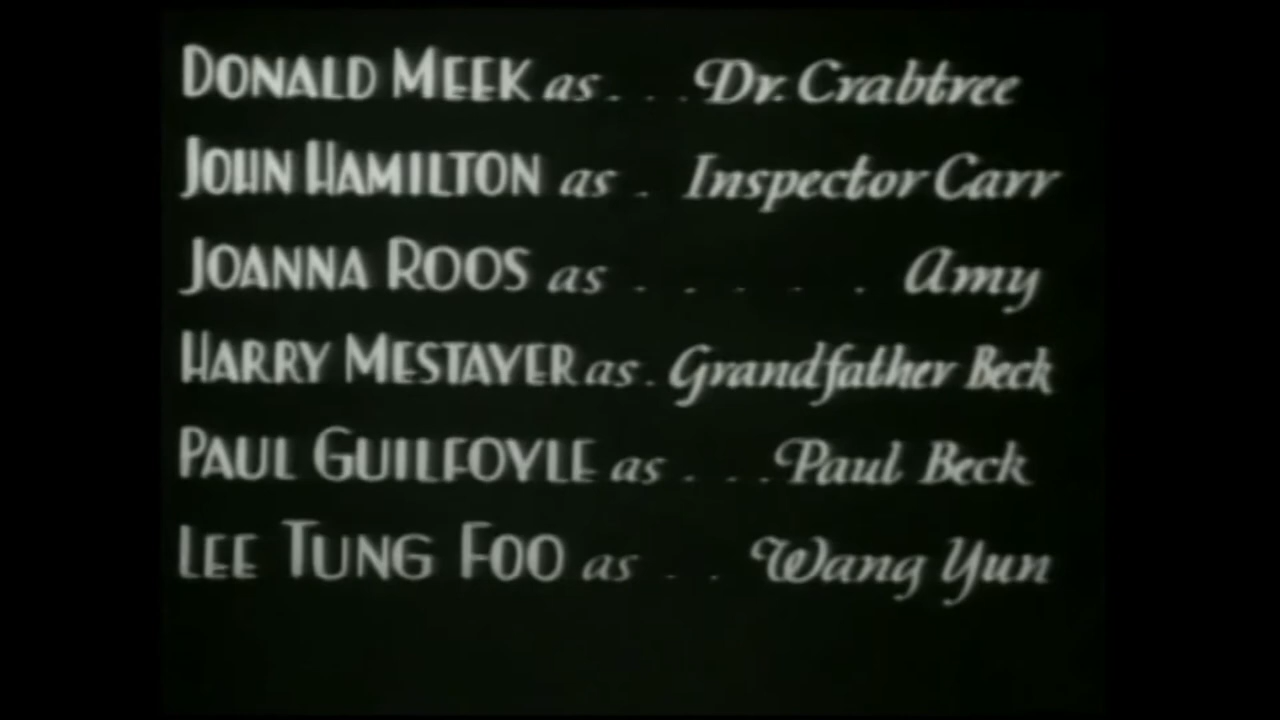 DONALD MEEK as . . . Dr. Crabtree
JOHN HAMILTON as . Inspector Carr
JOANNA ROOS as . . . . . Amy
HARRY MESTAYER as . Grandfather Beck
PAUL GUILFOYLE as . . . Paul Beck
LEE TUNG FOO as . . Wang Yun